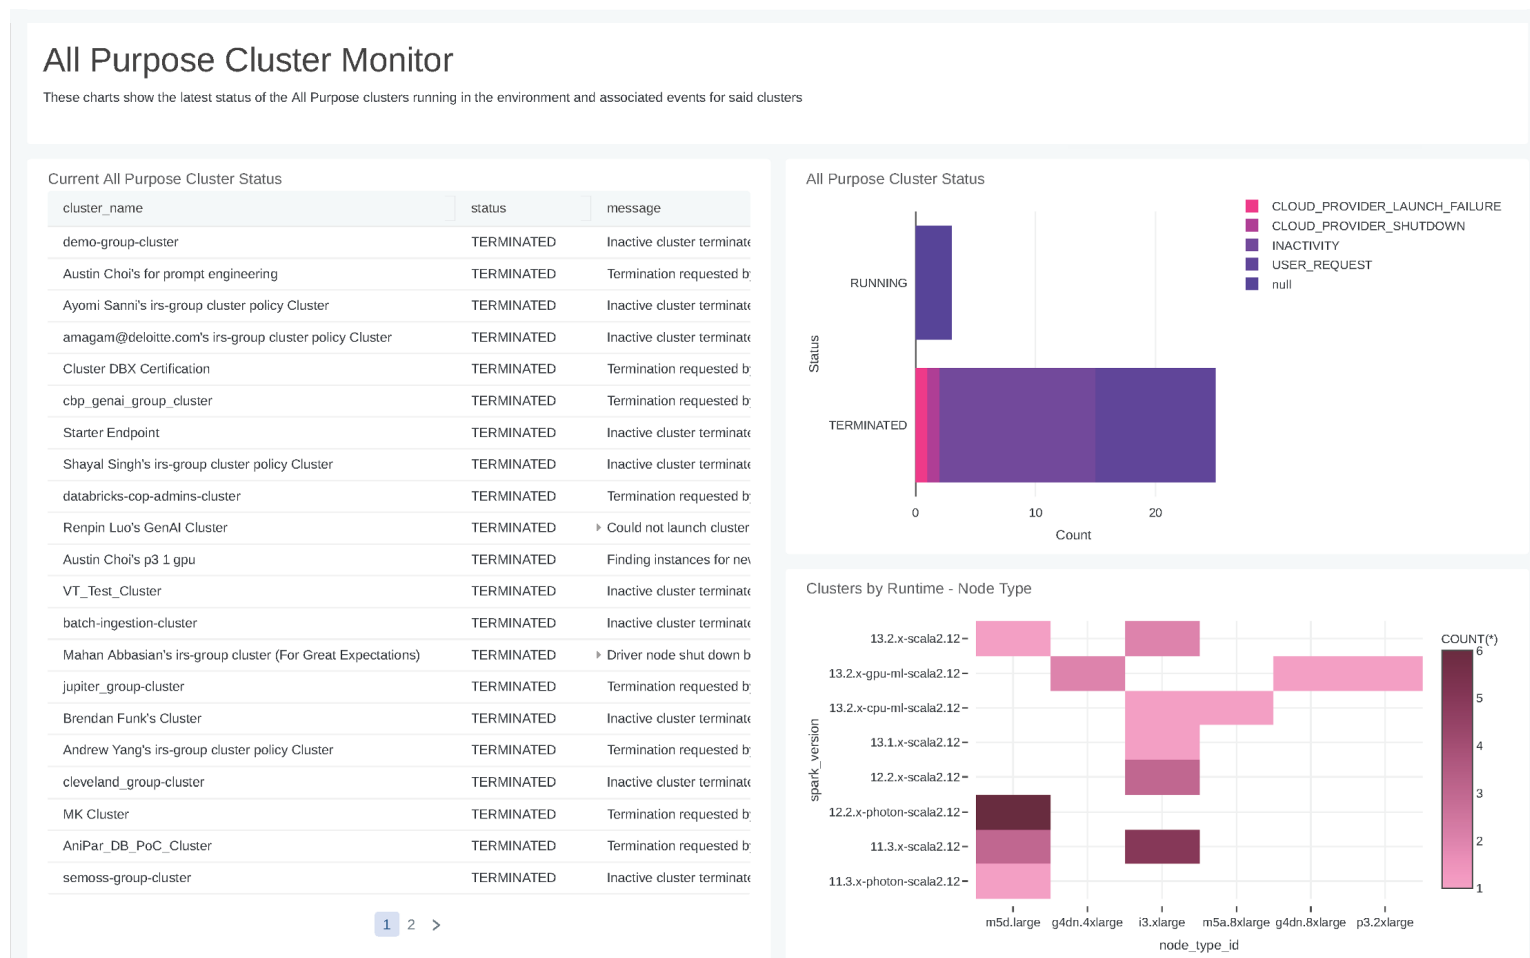 All Purpose Cluster Monitor
These charts show the latest status of the All Purpose clusters running in the environment and associated events for said clusters
Current All Purpose Cluster Status
cluster_name status message
demo-group-cluster TERMINATED Inactive cluster terminate
Austin Choi's for prompt engineering TERMINATED Termination requested by
Ayomi Sanni's irs-group cluster policy Cluster TERMINATED Inactive cluster terminate
amagam@deloitte.com's irs-group cluster policy Cluster TERMINATED Inactive cluster terminate
Cluster DBX Certification TERMINATED Termination requested by
cbp_genai_group_cluster TERMINATED Termination requested by
Starter Endpoint TERMINATED Inactive cluster terminate
Shayal Singh's irs-group cluster policy Cluster TERMINATED Inactive cluster terminate
databricks-cop-admins-cluster TERMINATED Termination requested by
Renpin Luo's GenAI Cluster TERMINATED Could not launch cluster
Austin Choi's p3 1 gpu TERMINATED Finding instances for new
VT_Test_Cluster TERMINATED Inactive cluster terminate
batch-ingestion-cluster TERMINATED Inactive cluster terminate
Mahan Abbasian's irs-group cluster (For Great Expectations) TERMINATED Driver node shut down b
jupiter_group-cluster TERMINATED Termination requested by
Brendan Funk's Cluster TERMINATED Inactive cluster terminate
Andrew Yang's irs-group cluster policy Cluster TERMINATED Termination requested by
cleveland_group-cluster TERMINATED Inactive cluster terminate
MK Cluster TERMINATED Termination requested by
AniPar_DB_PoC_Cluster TERMINATED Termination requested by
semoss-group-cluster TERMINATED Inactive cluster terminate
1 2
All Purpose Cluster Status
CLOUD_PROVIDER_LAUNCH_FAILURE
CLOUD_PROVIDER_SHUTDOWN
INACTIVITY
USER_REQUEST
null
RUNNING
Status
TERMINATED
0 10 20
Count
Clusters by Runtime - Node Type
COUNT(*)
13.2.x-scala2.12
13.2.x-gpu-ml-scala2.12
13.2.x-cpu-ml-scala2.12
13.1.x-scala2.12
12.2.x-scala2.12
12.2.x-photon-scala2.12
11.3.x-scala2.12
11.3.x-photon-scala2.12
spark_version
6
5
4
3
2
1
m5d.large g4dn.4xlarge i3.xlarge m5a.8xlarge g4dn.8xlarge p3.2xlarge
node_type_id